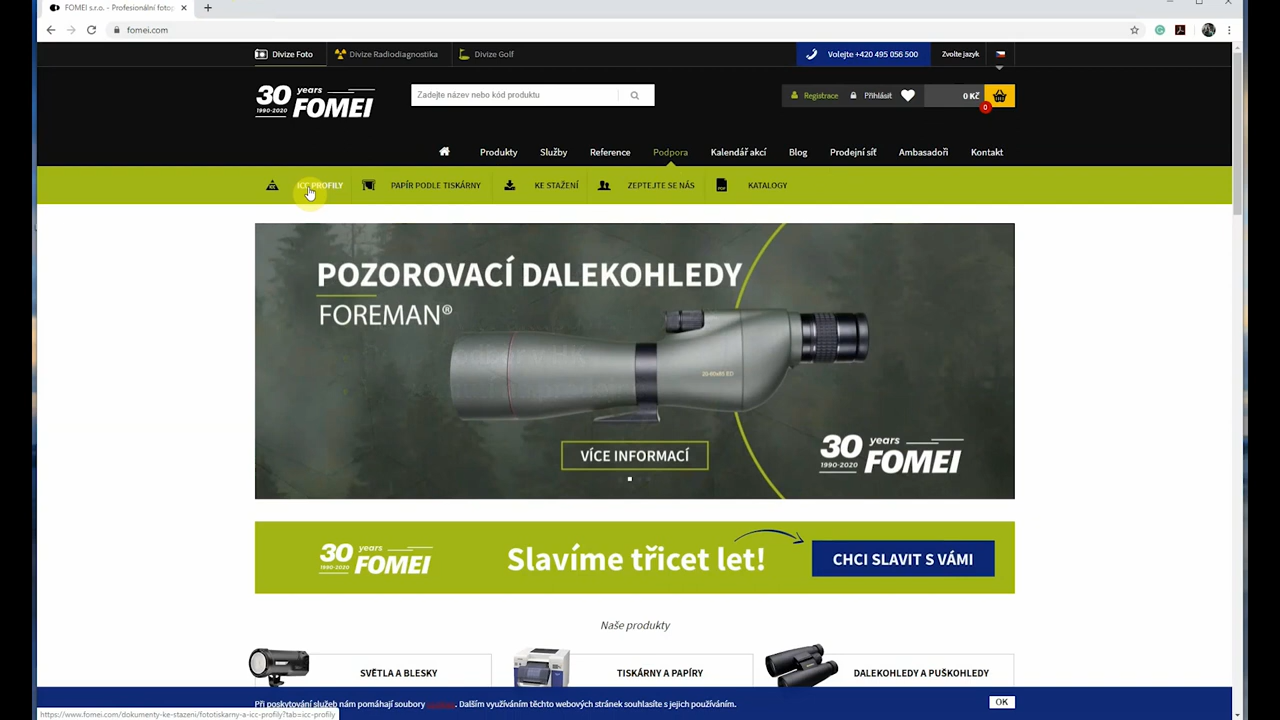 FOMEI s.r.o. - Profesionální fotog
fomei.com
Divize Foto
Divize Radiodiagnostika
Divize Golf
Volejte +420 495 056 500
Zvolte jazyk
30 years
1990-2020 FOMEI
Zadejte název nebo kód produktu
Registrace
Přihlásit
0 Kč
0
Produkty
Služby
Reference
Podpora
Kalendář akcí
Blog
Prodejní síť
Ambasadoři
Kontakt
ICC PROFILY
PAPÍR PODLE TISKÁRNY
KE STAŽENÍ
ZEPTEJTE SE NÁS
PDF
KATALOGY
POZOROVACÍ DALEKOHLEDY
FOREMAN®
20-60x85 ED
VÍCE INFORMACÍ
30 years
1990-2020 FOMEI
30 years
1990-2020 FOMEI
Slavíme třicet let!
CHCI SLAVIT S VÁMI
Naše produkty
SVĚTLA A BLESKY
TISKÁRNY A PAPÍRY
DALEKOHLEDY A PUŠKOHLEDY
Při poskytování služeb nám pomáhají soubory . Dalším využíváním těchto webových stránek souhlasíte s jejich používáním.
OK
https://www.fomei.com/dokumenty-ke-stazeni/fototiskarny-a-icc-profily?tab=icc-profily